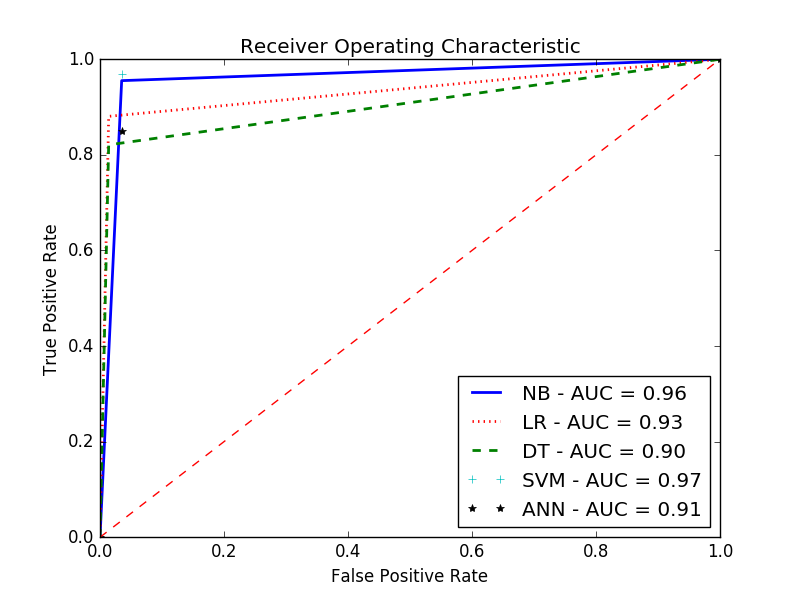 Receiver Operating Characteristic
1.0
0.8
0.6
0.4
0.2
0.0
True Positive Rate
NB - AUC = 0.96
LR - AUC = 0.93
DT - AUC = 0.90
SVM - AUC = 0.97
ANN - AUC = 0.91
0.0 0.2 0.4 0.6 0.8 1.0
False Positive Rate